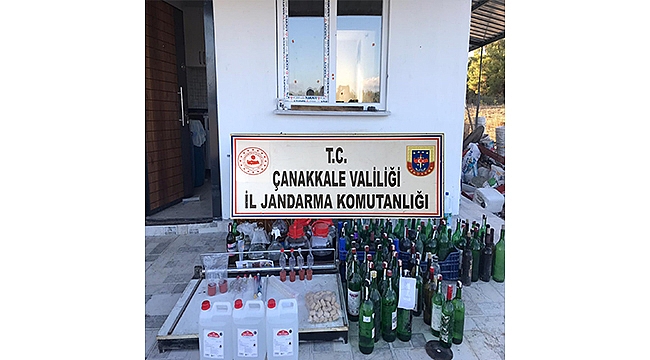 T.C.
ÇANAKKALE VALİLİĞİ
İL JANDARMA KOMUTANLIĞI